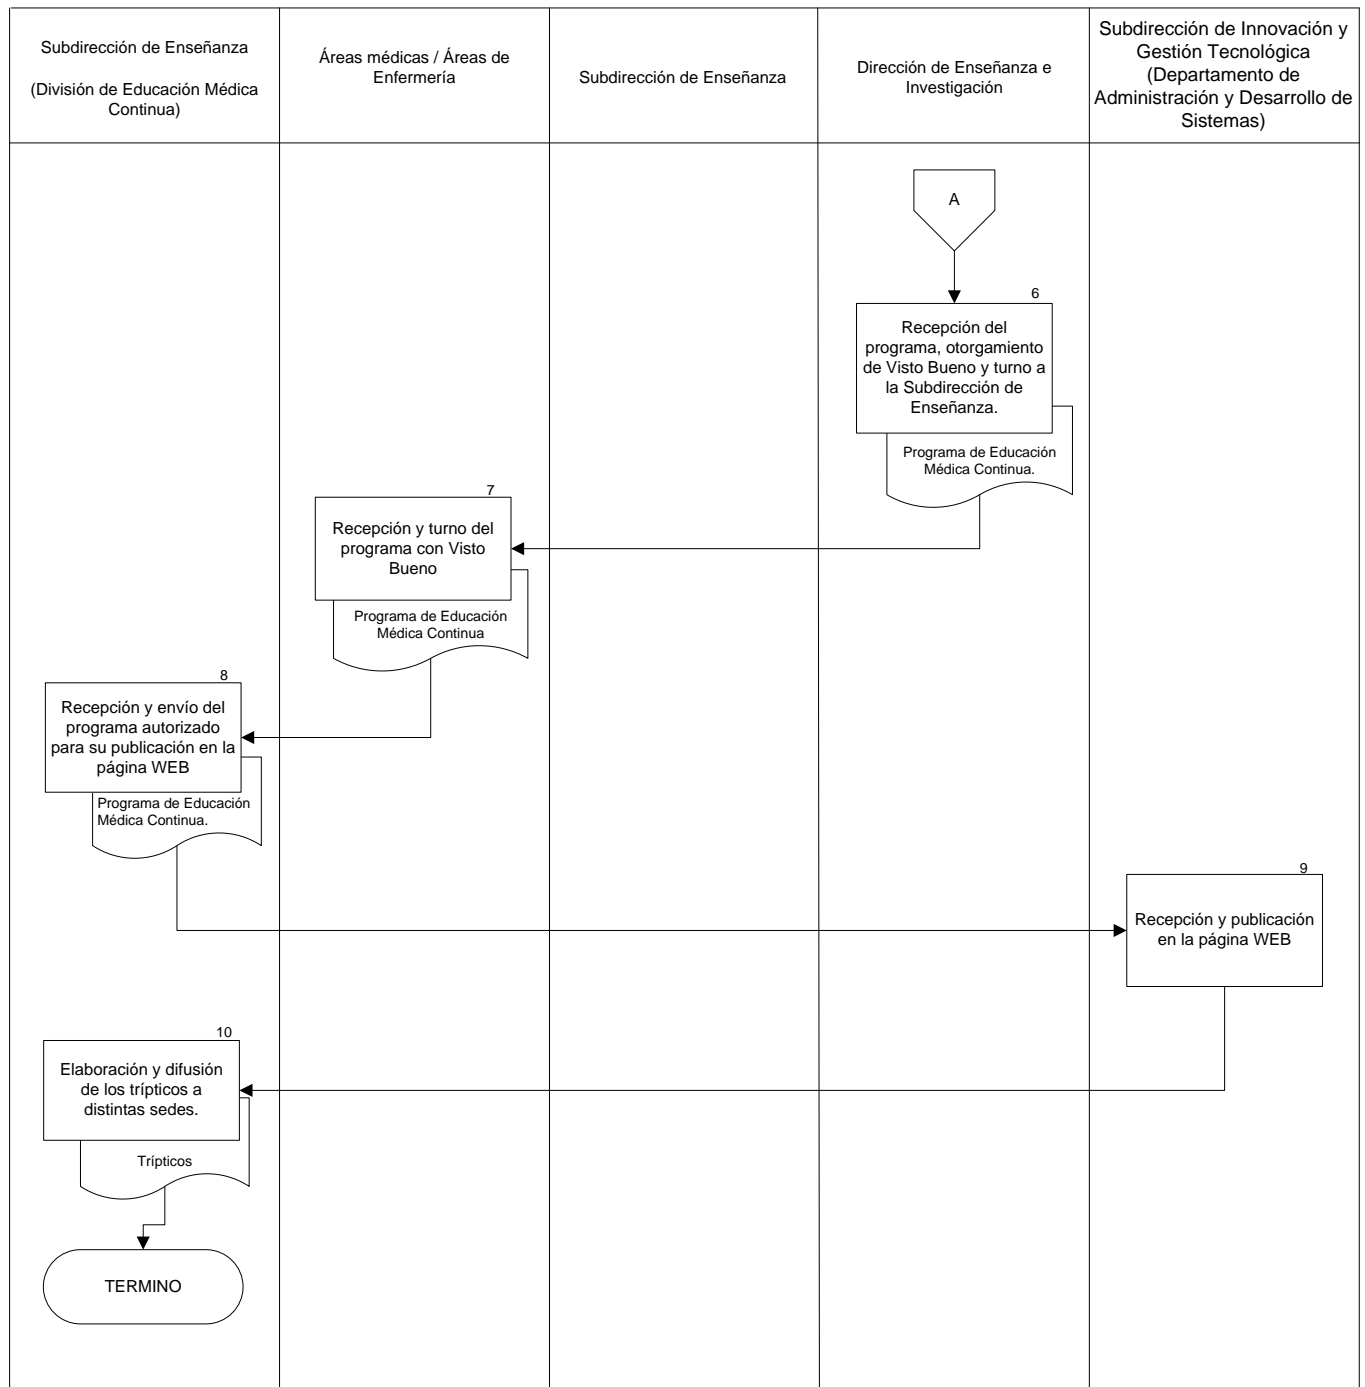 Subdirección de Enseñanza
(División de Educación Médica
Continua)
Áreas médicas / Áreas de
Enfermería
Subdirección de Enseñanza
Dirección de Enseñanza e
Investigación
Subdirección de Innovación y
Gestión Tecnológica
(Departamento de
Administración y Desarrollo de
Sistemas)
A
6
Recepción del
programa, otorgamiento
de Visto Bueno y turno a
la Subdirección de
Enseñanza.
Programa de Educación
Médica Continua.
7
Recepción y turno del
programa con Visto
Bueno
Programa de Educación
Médica Continua
8
Recepción y envío del
programa autorizado
para su publicación en la
página WEB
Programa de Educación
Médica Continua.
9
Recepción y publicación
en la página WEB
10
Elaboración y difusión
de los trípticos a
distintas sedes.
Trípticos
TERMINO